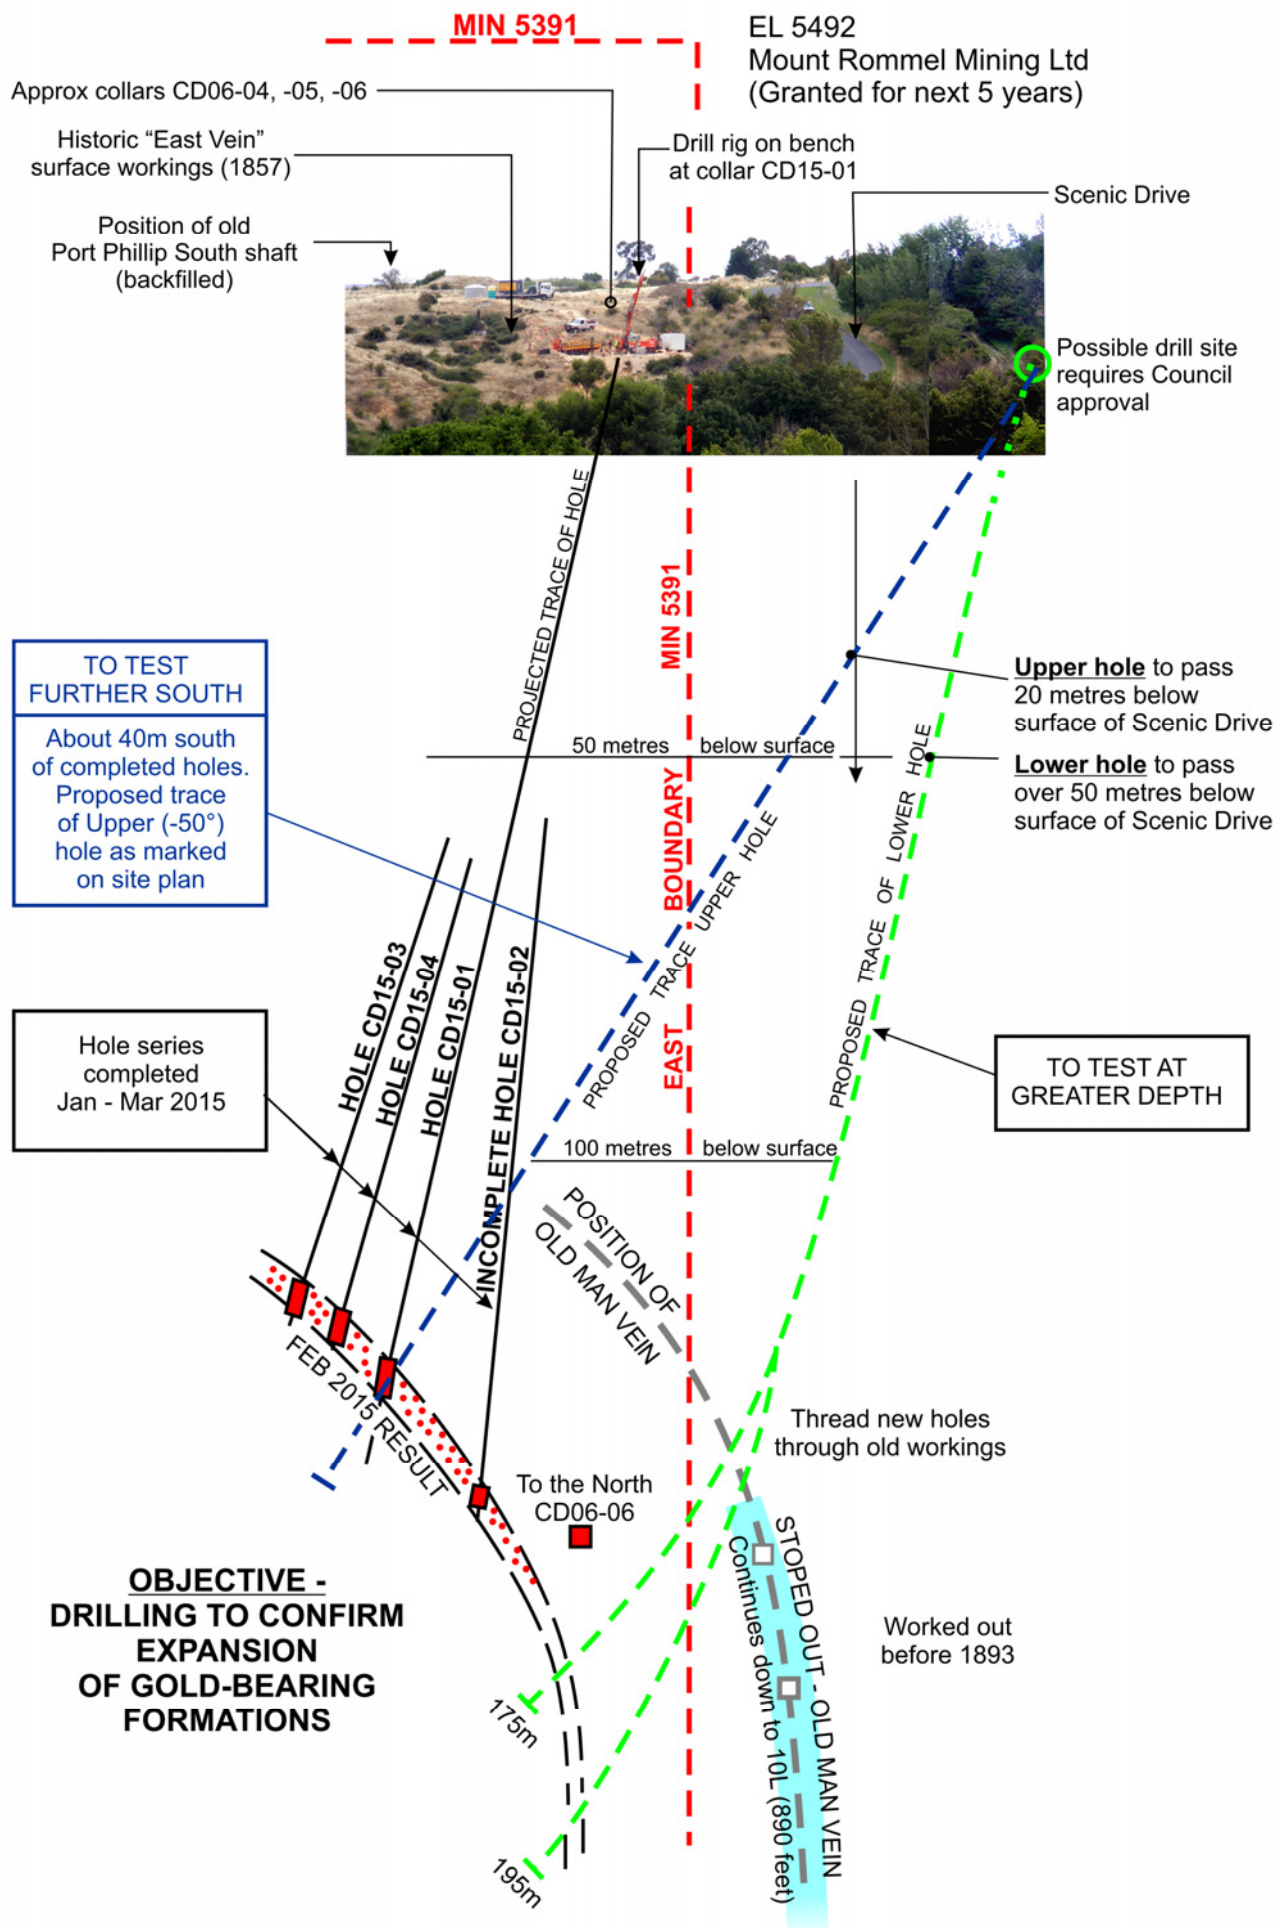 MIN 5391
EL 5492
Mount Rommel Mining Ltd
(Granted for next 5 years)
Approx collars CD06-04, -05, -06
Historic “East Vein”
surface workings (1857)
Drill rig on bench
at collar CD15-01
Scenic Drive
Position of old
Port Phillip South shaft
(backfilled)
Possible drill site
requires Council
approval
PROJECTED TRACE OF HOLE
MIN 5391
TO TEST
FURTHER SOUTH
About 40m south
of completed holes.
Proposed trace
of Upper (-50°)
hole as marked
on site plan
Upper hole to pass
20 metres below
surface of Scenic Drive
50 metres below surface
Lower hole to pass
over 50 metres below
surface of Scenic Drive
EAST BOUNDARY
PROPOSED TRACE UPPER HOLE
PROPOSED TRACE OF LOWER HOLE
HOLE CD15-03
HOLE CD15-04
HOLE CD15-01
INCOMPLETE HOLE CD15-02
Hole series
completed
Jan - Mar 2015
TO TEST AT
GREATER DEPTH
100 metres below surface
POSITION OF
OLD MAN VEIN
FEB 2015 RESULT
Thread new holes
through old workings
To the North
CD06-06
STOPED OUT - OLD MAN VEIN
Continues down to 10L (890 feet)
Worked out
before 1893
OBJECTIVE -
DRILLING TO CONFIRM
EXPANSION
OF GOLD-BEARING
FORMATIONS
175m
195m